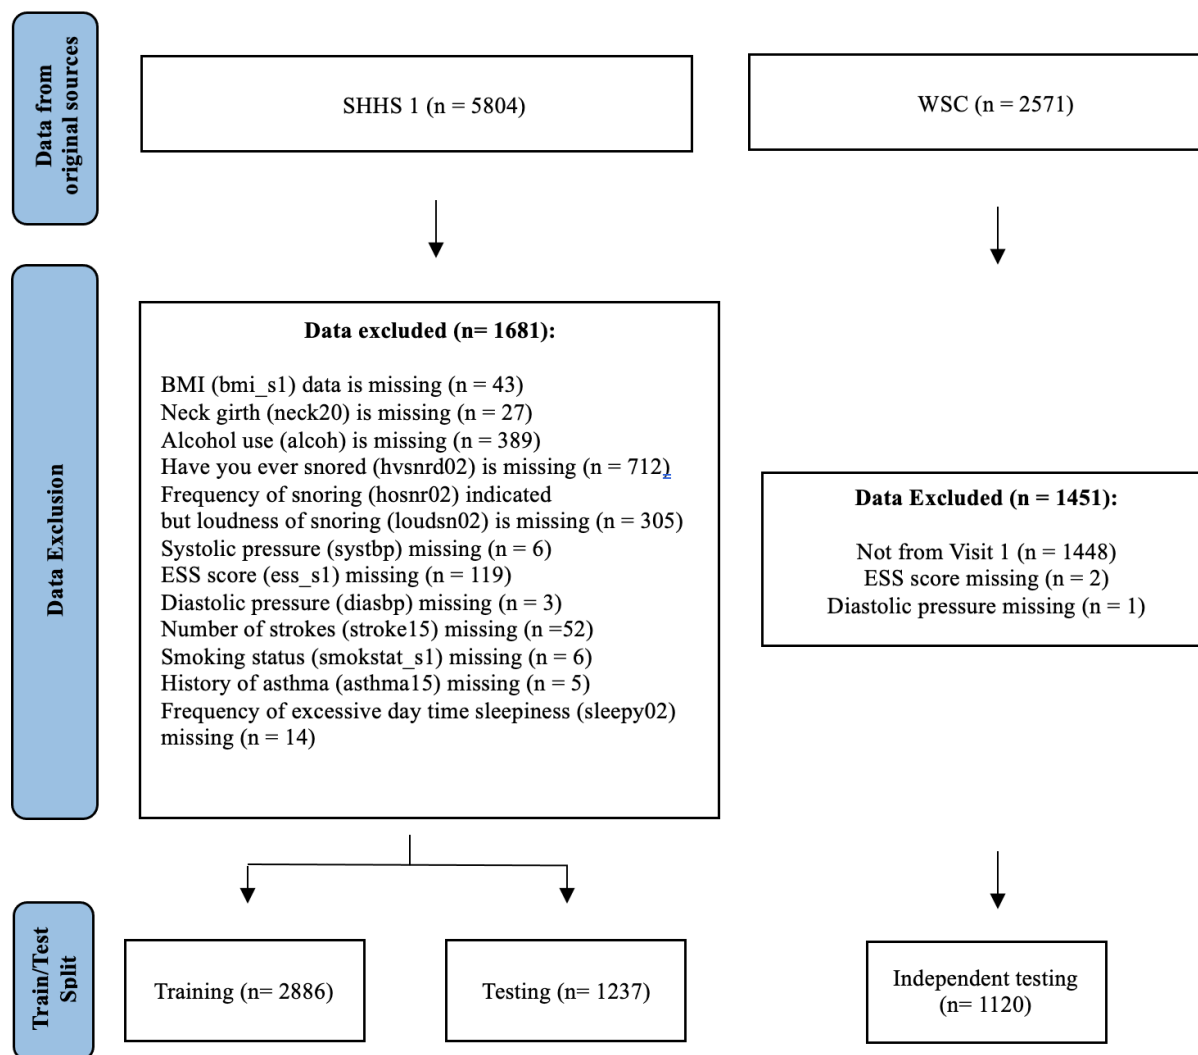 Data from
original sources
SHHS 1 (n = 5804)
WSC (n = 2571)
Data Exclusion
Data excluded (n= 1681):
BMI (bmi_s1) data is missing (n = 43)
Neck girth (neck20) is missing (n = 27)
Alcohol use (alcoh) is missing (n = 389)
Have you ever snored (hvsnrd02) is missing (n = 712)
Frequency of snoring (hosnr02) indicated
but loudness of snoring (loudsn02) is missing (n = 305)
Systolic pressure (systbp) missing (n = 6)
ESS score (ess_s1) missing (n = 119)
Diastolic pressure (diasbp) missing (n = 3)
Number of strokes (stroke15) missing (n =52)
Smoking status (smokstat_s1) missing (n = 6)
History of asthma (asthma15) missing (n = 5)
Frequency of excessive day time sleepiness (sleepy02)
missing (n = 14)
Data Excluded (n = 1451):
Not from Visit 1 (n = 1448)
ESS score missing (n = 2)
Diastolic pressure missing (n = 1)
Train/Test
Split
Training (n= 2886)
Testing (n= 1237)
Independent testing
(n= 1120)